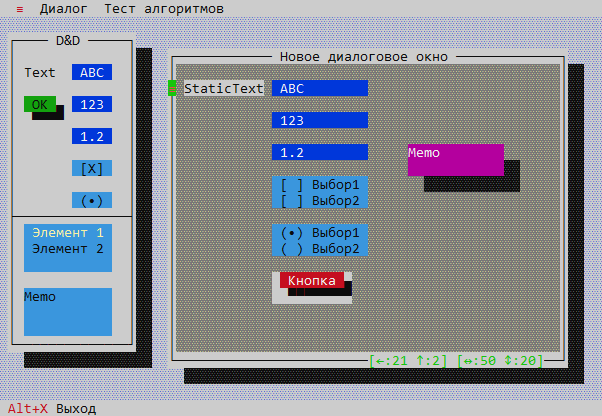 ≡ Диалог Тест алгоритмов
D&D
Text ABC
OK 123
1.2
[X]
(•)
Элемент 1
Элемент 2
Memo
Новое диалоговое окно
StaticText ABC
123
1.2
Memo
[ ] Выбор1
[ ] Выбор2
(•) Выбор1
( ) Выбор2
Кнопка
[←:21 ↑:2] [↔:50 ↕:20]
Alt+X Выход